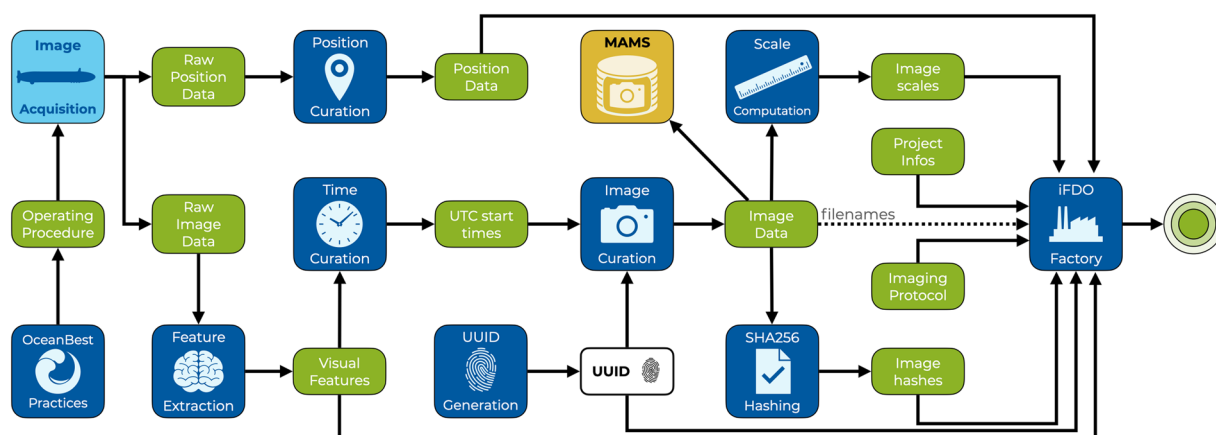 Image
Acquisition
Raw
Position
Data
Position
Curation
Position
Data
MAMS
Scale
Computation
Image
scales
Project
Infos
Operating
Procedure
Raw
Image
Data
Time
Curation
UTC start
times
Image
Curation
Image
Data
filenames
iFDO
Factory
Imaging
Protocol
OceanBest
Practices
Feature
Extraction
Visual
Features
UUID
Generation
UUID
SHA256
Hashing
Image
hashes